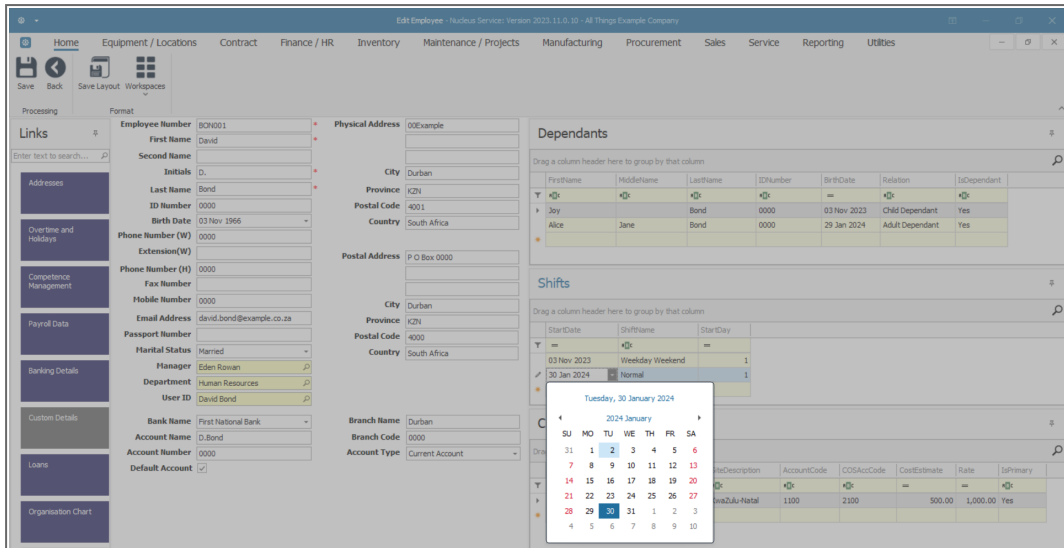 Edit Employee - Nucleus Service: Version 2023.11.0.10 - All Things Example Company
Home Equipment / Locations Contract Finance / HR Inventory Maintenance / Projects Manufacturing Procurement Sales Service Reporting Utilities
Save Back Save Layout Workspaces
Processing Format
Links
Enter text to search...
Addresses
Overtime and Holidays
Competence Management
Payroll Data
Banking Details
Custom Details
Loans
Organisation Chart
Employee Number BON001 *
First Name David *
Second Name
Initials D. *
Last Name Bond *
ID Number 0000
Birth Date 03 Nov 1966
Phone Number (W) 0000
Extension(W)
Phone Number (H) 0000
Fax Number
Mobile Number 0000
Email Address david.bond@example.co.za
Passport Number
Marital Status Married
Manager Eden Rowan
Department Human Resources
User ID David Bond
Bank Name First National Bank
Account Name D.Bond
Account Number 0000
Default Account
Physical Address 00Example
City Durban
Province KZN
Postal Code 4001
Country South Africa
Postal Address P O Box 0000
City Durban
Province KZN
Postal Code 4000
Country South Africa
Branch Name Durban
Branch Code 0000
Account Type Current Account
Dependants
Drag a column header here to group by that column
FirstName MiddleName LastName IDNumber BirthDate Relation IsDependant
=
Joy Bond 0000 03 Nov 2023 Child Dependant Yes
Alice Jane Bond 0000 29 Jan 2024 Adult Dependant Yes
Shifts
Drag a column header here to group by that column
StartDate ShiftName StartDay
= =
03 Nov 2023 Weekday Weekend 1
30 Jan 2024 Normal 1
Tuesday, 30 January 2024
2024 January
SU MO TU WE TH FR SA
31 1 2 3 4 5 6
7 8 9 10 11 12 13
14 15 16 17 18 19 20
21 22 23 24 25 26 27
28 29 30 31 1 2 3
4 5 6 7 8 9 10
SiteDescription AccountCode COSAccCode CostEstimate Rate IsPrimary
= =
KwaZulu-Natal 1100 2100 500.00 1,000.00 Yes